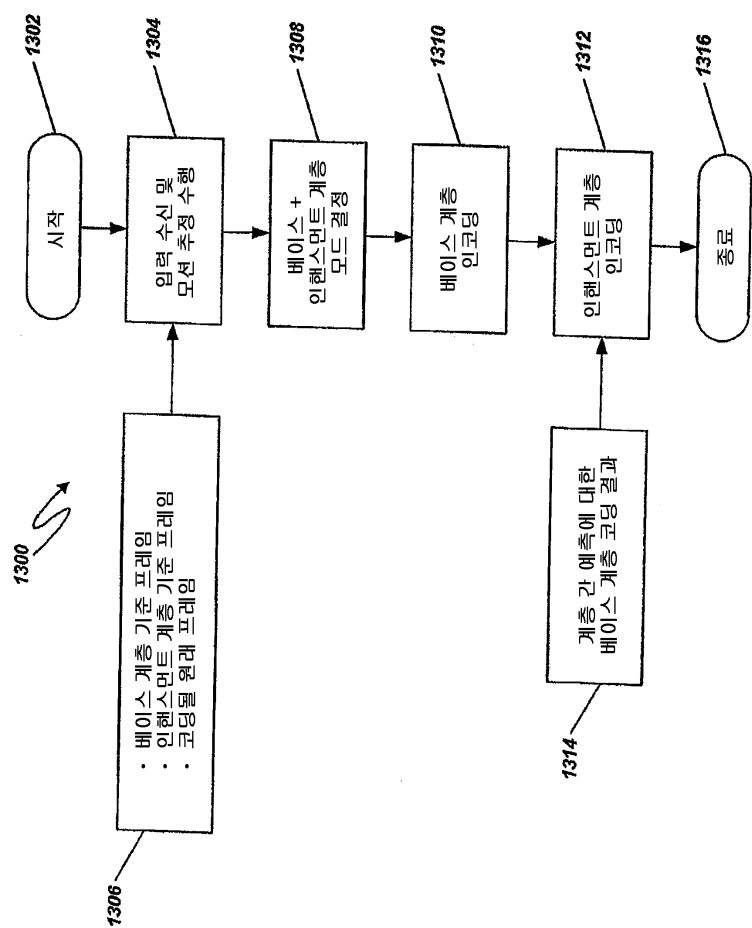 1300
시작
1302
입력 수신 및
모션 추정 수행
1304
· 베이스 계층 기준 프레임
· 인핸스먼트 계층 기준 프레임
· 코딩될 원래 프레임
1306
베이스 +
인핸스먼트 계층
모드 결정
1308
베이스 계층
인코딩
1310
인핸스먼트 계층
인코딩
1312
계층 간 예측에 대한
베이스 계층 코딩 결과
1314
종료
1316